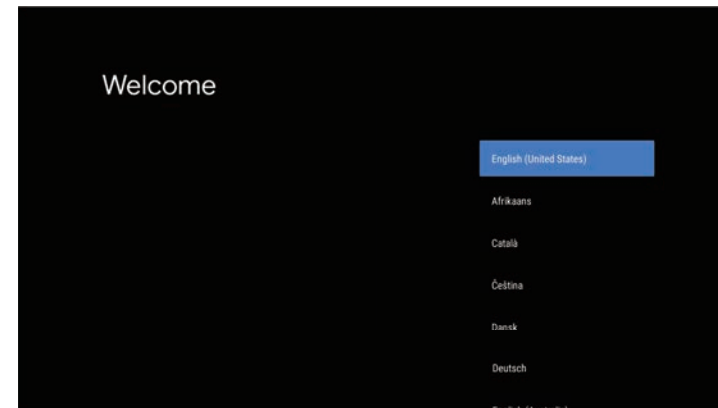 Welcome
English (United States)
Afrikaans
Català
Čeština
Dansk
Deutsch